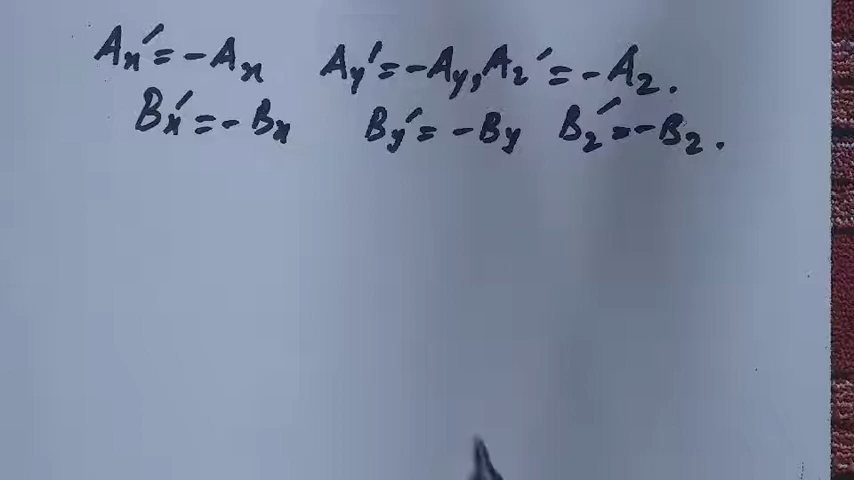 Ax′ = -Ax Ay′ = -Ay, Az′ = -Az.
Bx′ = -Bx By′ = -By Bz′ = -Bz.